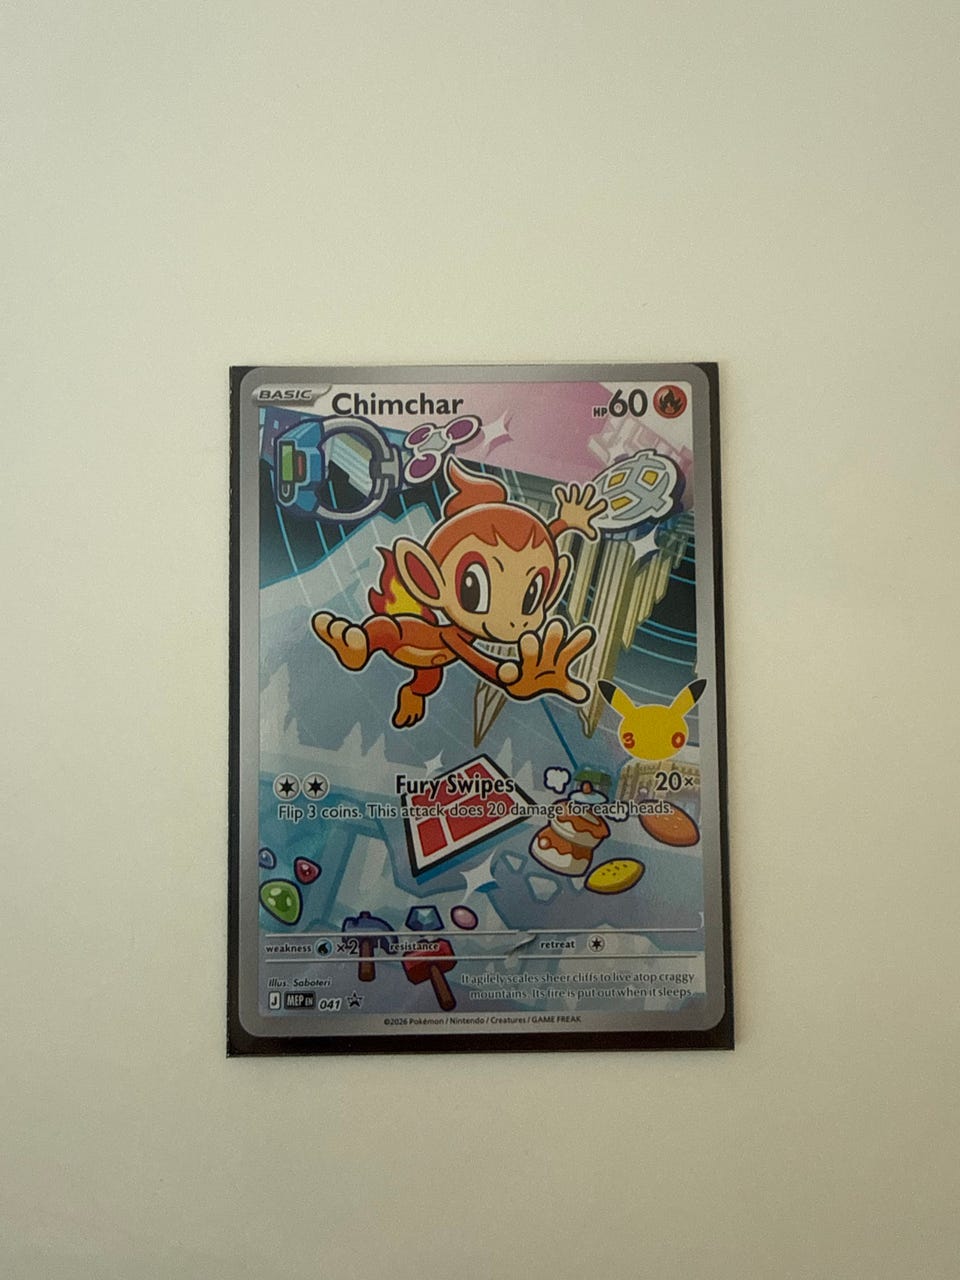 BASIC Chimchar HP 60
30
Fury Swipes 20×
Flip 3 coins. This attack does 20 damage for each heads.
weakness ×2 resistance retreat
Illus. Saboteri
It agilely scales sheer cliffs to live atop craggy
mountains. Its fire is put out when it sleeps.
J MEP EN 041
©2026 Pokémon / Nintendo / Creatures / GAME FREAK